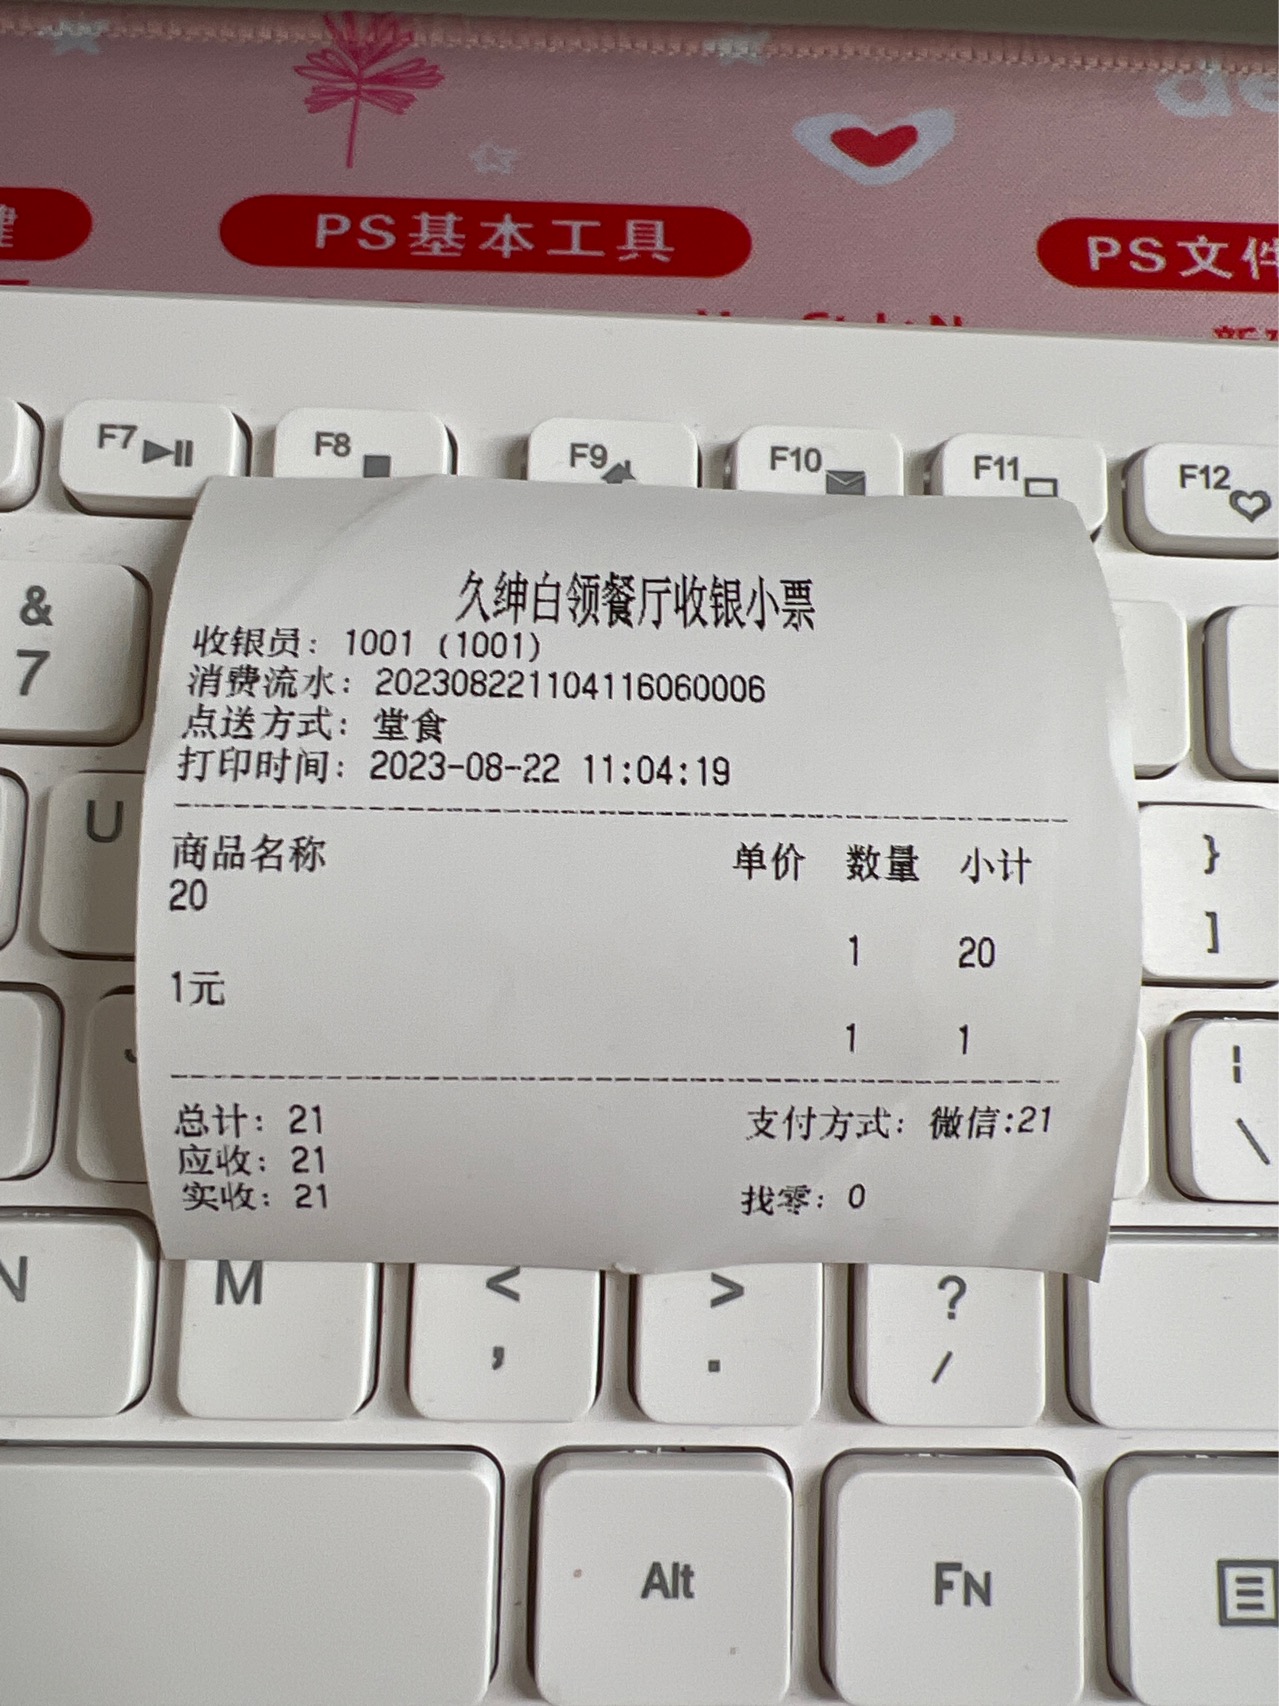 PS基本工具
PS文件
F7
F8
F9
F10
F11
F12
&
7
久绅白领餐厅收银小票
收银员： 1001 (1001)
消费流水： 2023082211041160600​06
点送方式： 堂食
打印时间： 2023-08-22 11:04:19
U
商品名称 单价 数量 小计
20
1 20
1元
1 1
}
]
总计： 21 支付方式： 微信:21
应收： 21
实收： 21 找零： 0
¦
\
N
M
<
,
>
.
?
/
Alt
FN